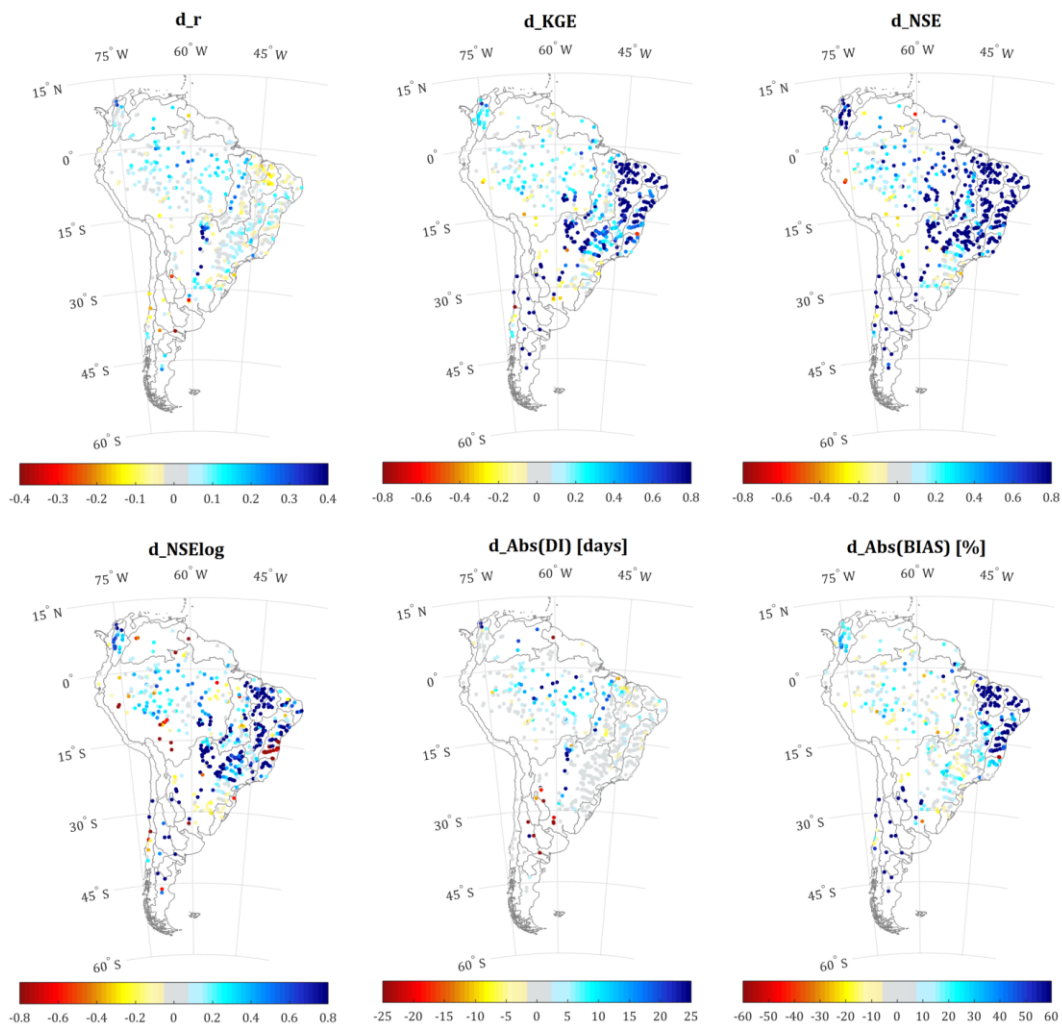 d_r
75° W
60° W
45° W
15° N
0°
15° S
30° S
45° S
60° S
-0.4 -0.3 -0.2 -0.1 0 0.1 0.2 0.3 0.4
d_KGE
75° W
60° W
45° W
15° N
0°
15° S
30° S
45° S
60° S
-0.8 -0.6 -0.4 -0.2 0 0.2 0.4 0.6 0.8
d_NSE
75° W
60° W
45° W
15° N
0°
15° S
30° S
45° S
60° S
-0.8 -0.6 -0.4 -0.2 0 0.2 0.4 0.6 0.8
d_NSElog
75° W
60° W
45° W
15° N
0°
15° S
30° S
45° S
60° S
-0.8 -0.6 -0.4 -0.2 0 0.2 0.4 0.6 0.8
d_Abs(DI) [days]
75° W
60° W
45° W
15° N
0°
15° S
30° S
45° S
60° S
-25 -20 -15 -10 -5 0 5 10 15 20 25
d_Abs(BIAS) [%]
75° W
60° W
45° W
15° N
0°
15° S
30° S
45° S
60° S
-60 -50 -40 -30 -20 -10 0 10 20 30 40 50 60